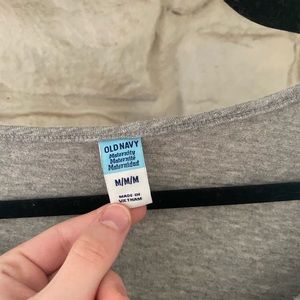 OLD NAVY
Maternity
Maternité
Maternidad
M/M/M
MADE IN
VIETNAM